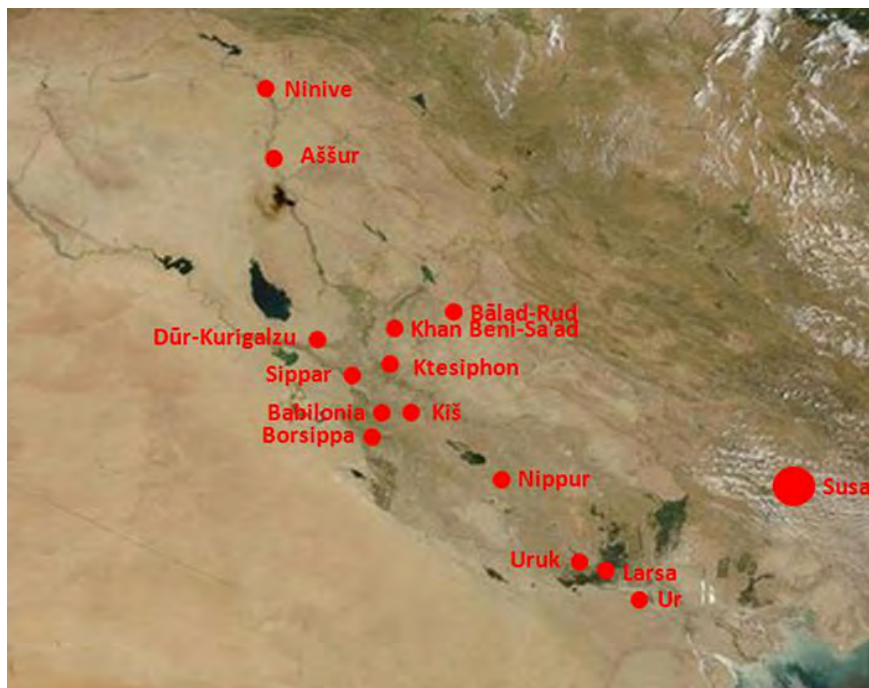 Ninive
Aššur
Bālad-Rud
Khan Beni-Sa'ad
Dūr-Kurigalzu
Ktesiphon
Sippar
Babilonia
Kiš
Borsippa
Nippur
Susa
Uruk
Larsa
Ur